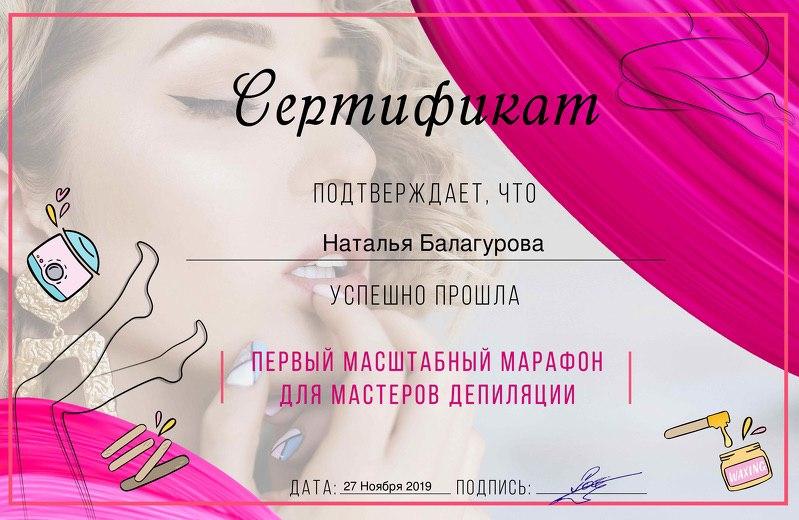 Сертификат
ПОДТВЕРЖДАЕТ, ЧТО
Наталья Балагурова
УСПЕШНО ПРОШЛА
ПЕРВЫЙ МАСШТАБНЫЙ МАРАФОН
ДЛЯ МАСТЕРОВ ДЕПИЛЯЦИИ
WAXING
ДАТА: 27 Ноября 2019 ПОДПИСЬ: